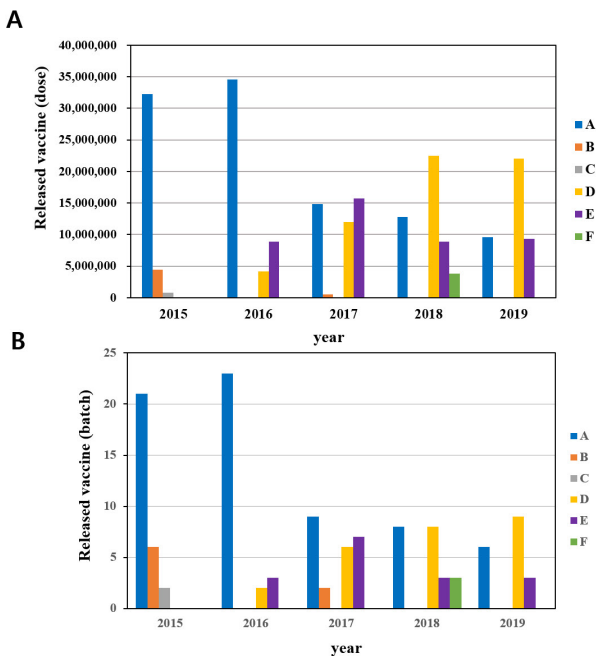 A
Released vaccine (dose)
40,000,000
35,000,000
30,000,000
25,000,000
20,000,000
15,000,000
10,000,000
5,000,000
0
2015 2016 2017 2018 2019
year
A
B
C
D
E
F
B
Released vaccine (batch)
25
20
15
10
5
0
2015 2016 2017 2018 2019
year
A
B
C
D
E
F